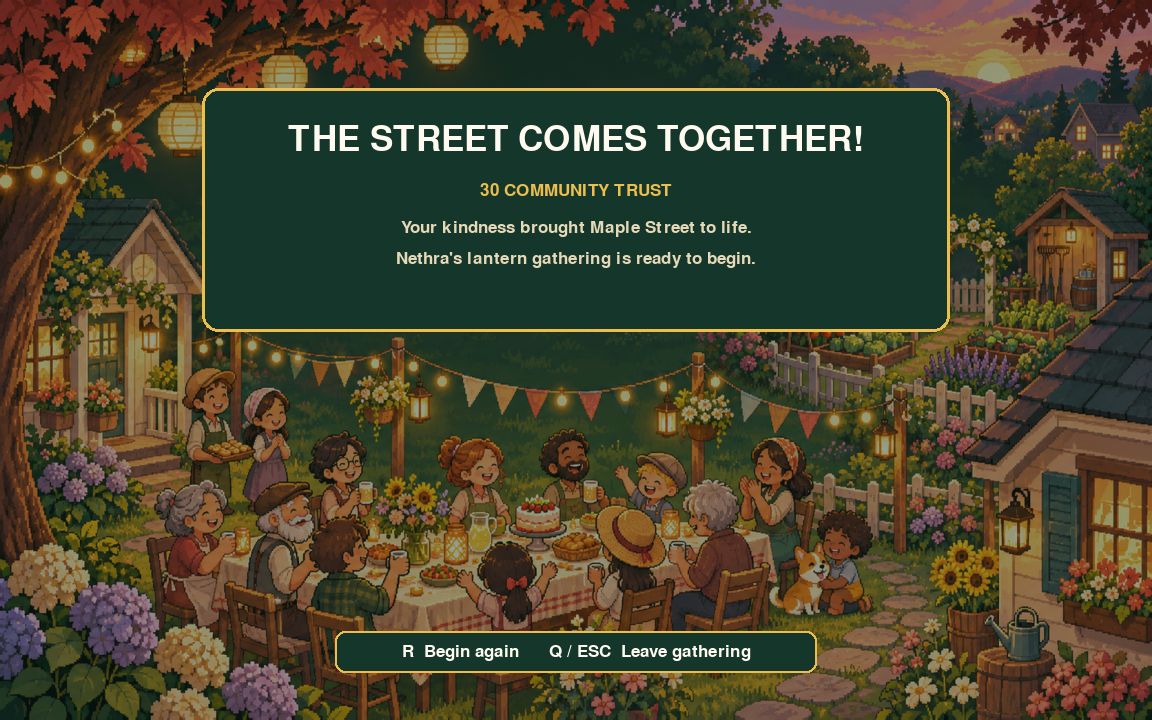 THE STREET COMES TOGETHER!
30 COMMUNITY TRUST
Your kindness brought Maple Street to life.
Nethra's lantern gathering is ready to begin.
R Begin again Q / ESC Leave gathering